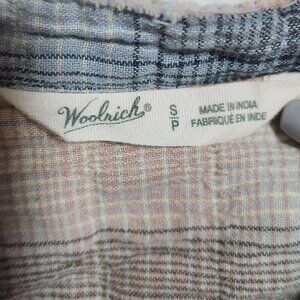 Woolrich®
S
P
MADE IN INDIA
FABRIQUÉ EN INDE